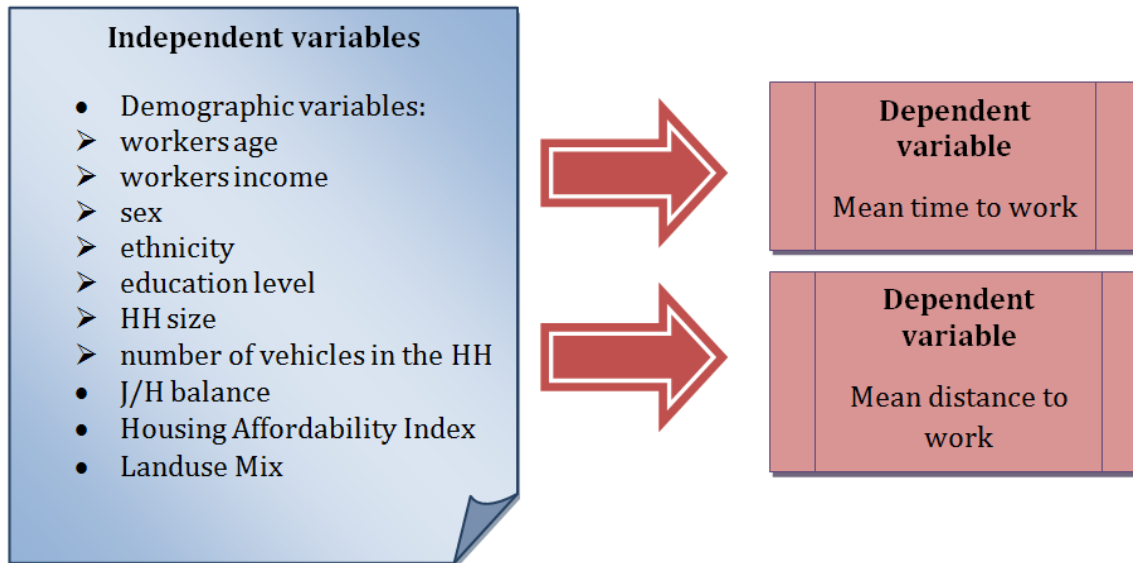 Independent variables
• Demographic variables:
➢ workers age
➢ workers income
➢ sex
➢ ethnicity
➢ education level
➢ HH size
➢ number of vehicles in the HH
• J/H balance
• Housing Affordability Index
• Landuse Mix
Dependent
variable
Mean time to work
Dependent
variable
Mean distance to
work